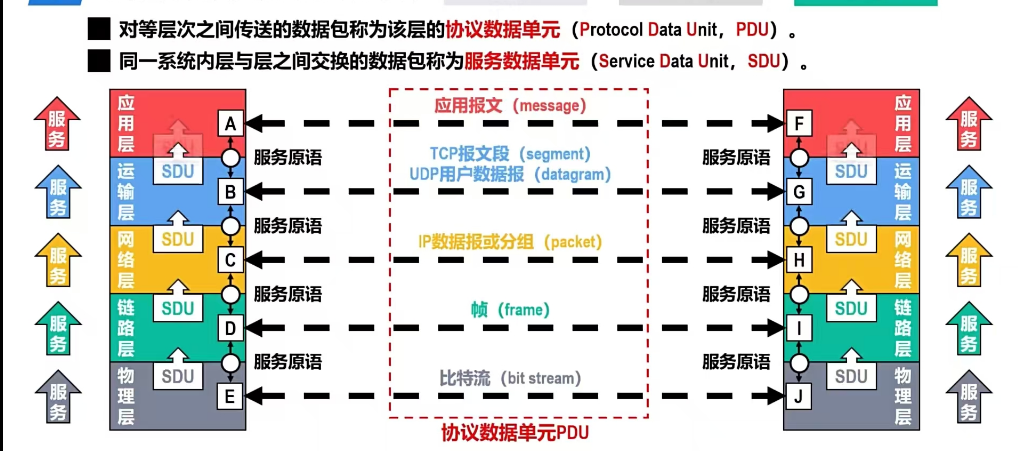 对等层次之间传送的数据包称为该层的协议数据单元（Protocol Data Unit，PDU）。
同一系统内层与层之间交换的数据包称为服务数据单元（Service Data Unit，SDU）。
服务 应用层 A 应用报文（message） F 应用层 服务
服务原语 服务原语
服务 运输层 SDU B TCP报文段（segment） G SDU 运输层 服务
UDP用户数据报（datagram）
服务原语 服务原语
服务 网络层 SDU C IP数据报或分组（packet） H SDU 网络层 服务
服务原语 服务原语
服务 链路层 SDU D 帧（frame） I SDU 链路层 服务
服务原语 服务原语
服务 物理层 SDU E 比特流（bit stream） J SDU 物理层 服务
协议数据单元PDU